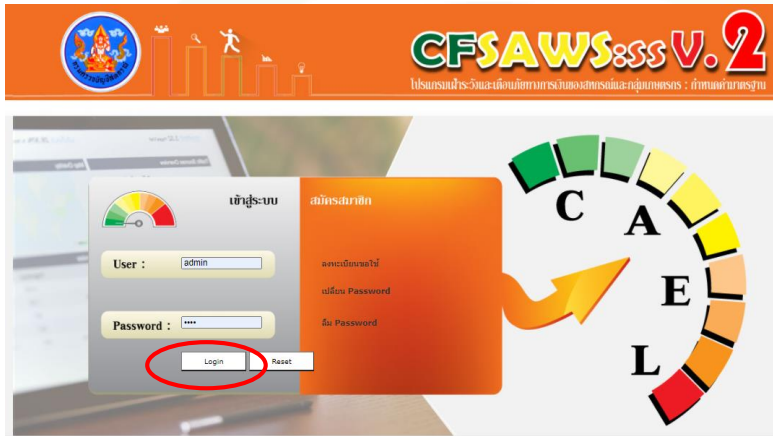 CFSAWS:ss V.2
โปรแกรมเฝ้าระวังและเตือนภัยทางการเงินของสหกรณ์และกลุ่มเกษตรกร : กำหนดค่ามาตรฐาน
เข้าสู่ระบบ
สมัครสมาชิก
User :
admin
ลงทะเบียนขอใช้
เปลี่ยน Password
Password :
••••
ลืม Password
Login
Reset
C
A
E
L